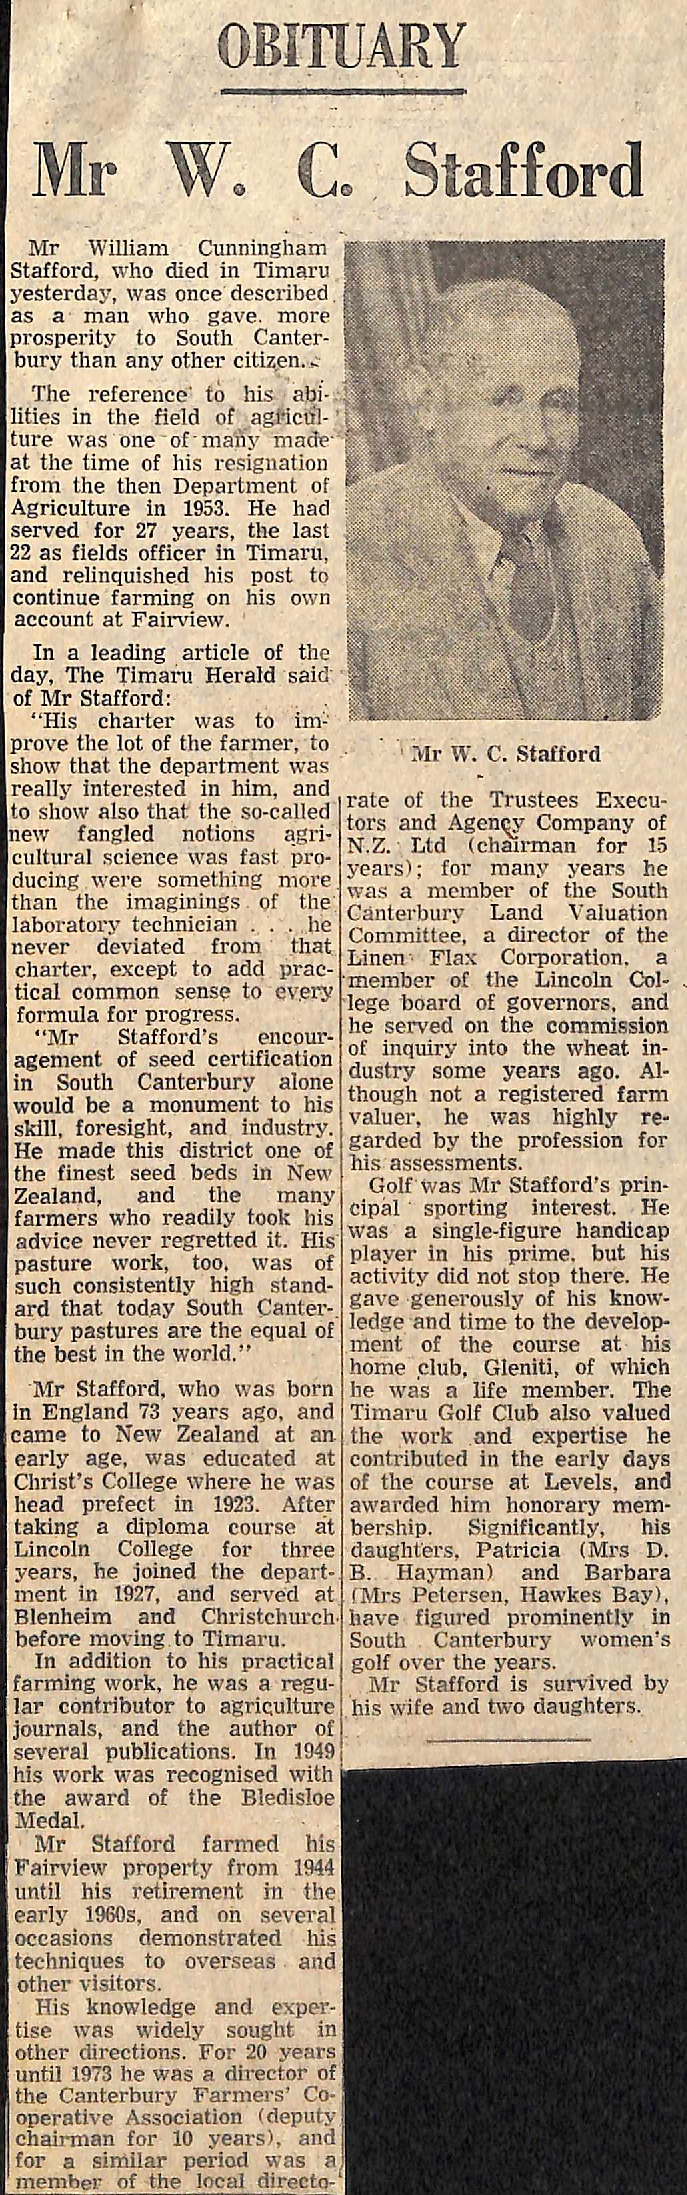 OBITUARY
Mr W. C. Stafford
Mr William Cunningham
Stafford, who died in Timaru
yesterday, was once described
as a man who gave more
prosperity to South Canter-
bury than any other citizen.
The reference to his abi-
lities in the field of agricul-
ture was one of many made
at the time of his resignation
from the then Department of
Agriculture in 1953. He had
served for 27 years, the last
22 as fields officer in Timaru,
and relinquished his post to
continue farming on his own
account at Fairview.
In a leading article of the
day, The Timaru Herald said
of Mr Stafford:
"His charter was to im-
prove the lot of the farmer, to
show that the department was
really interested in him, and
to show also that the so-called
new fangled notions agri-
cultural science was fast pro-
ducing were something more
than the imaginings of the
laboratory technician . . . he
never deviated from that
charter, except to add prac-
tical common sense to every
formula for progress.
"Mr Stafford's encour-
agement of seed certification
in South Canterbury alone
would be a monument to his
skill, foresight, and industry.
He made this district one of
the finest seed beds in New
Zealand, and the many
farmers who readily took his
advice never regretted it. His
pasture work, too, was of
such consistently high stand-
ard that today South Canter-
bury pastures are the equal of
the best in the world."
Mr Stafford, who was born
in England 73 years ago, and
came to New Zealand at an
early age, was educated at
Christ's College where he was
head prefect in 1923. After
taking a diploma course at
Lincoln College for three
years, he joined the depart-
ment in 1927, and served at
Blenheim and Christchurch
before moving to Timaru.
In addition to his practical
farming work, he was a regu-
lar contributor to agriculture
journals, and the author of
several publications. In 1949
his work was recognised with
the award of the Bledisloe
Medal.
Mr Stafford farmed his
Fairview property from 1944
until his retirement in the
early 1960s, and on several
occasions demonstrated his
techniques to overseas and
other visitors.
His knowledge and exper-
tise was widely sought in
other directions. For 20 years
until 1973 he was a director of
the Canterbury Farmers' Co-
operative Association (deputy
chairman for 10 years), and
for a similar period was a
member of the local directo-
Mr W. C. Stafford
rate of the Trustees Execu-
tors and Agency Company of
N.Z. Ltd (chairman for 15
years); for many years he
was a member of the South
Canterbury Land Valuation
Committee, a director of the
Linen Flax Corporation, a
member of the Lincoln Col-
lege board of governors, and
he served on the commission
of inquiry into the wheat in-
dustry some years ago. Al-
though not a registered farm
valuer, he was highly re-
garded by the profession for
his assessments.
Golf was Mr Stafford's prin-
cipal sporting interest. He
was a single-figure handicap
player in his prime, but his
activity did not stop there. He
gave generously of his know-
ledge and time to the develop-
ment of the course at his
home club, Gleniti, of which
he was a life member. The
Timaru Golf Club also valued
the work and expertise he
contributed in the early days
of the course at Levels, and
awarded him honorary mem-
bership. Significantly, his
daughters, Patricia (Mrs D.
B. Hayman) and Barbara
(Mrs Petersen, Hawkes Bay),
have figured prominently in
South Canterbury women's
golf over the years.
Mr Stafford is survived by
his wife and two daughters.